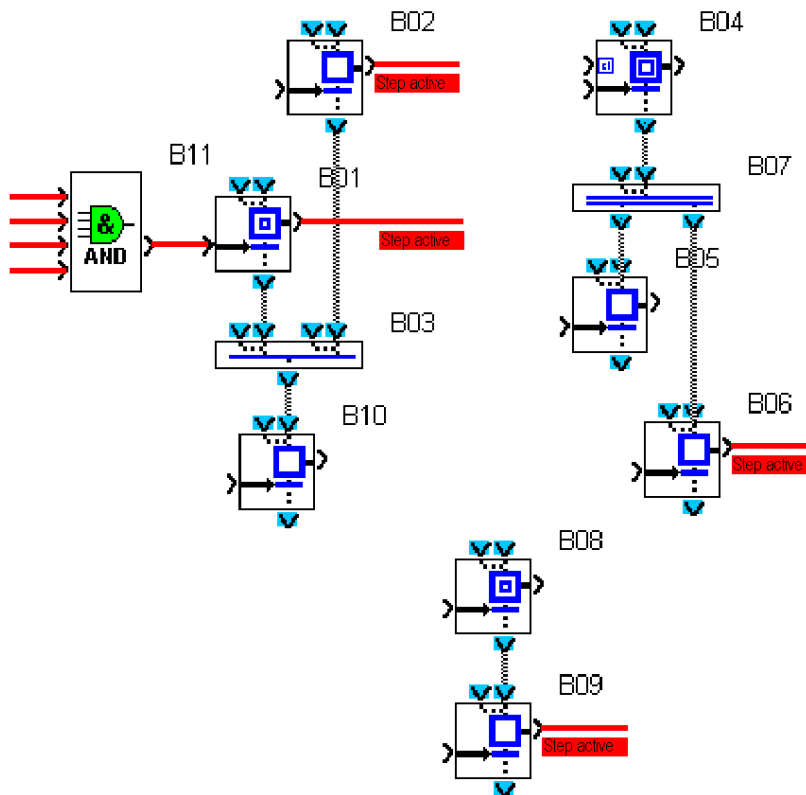 B02
B04
Step active
B11
B01
B07
&
AND
Step active
B05
B03
B10
B06
Step active
B08
B09
Step active